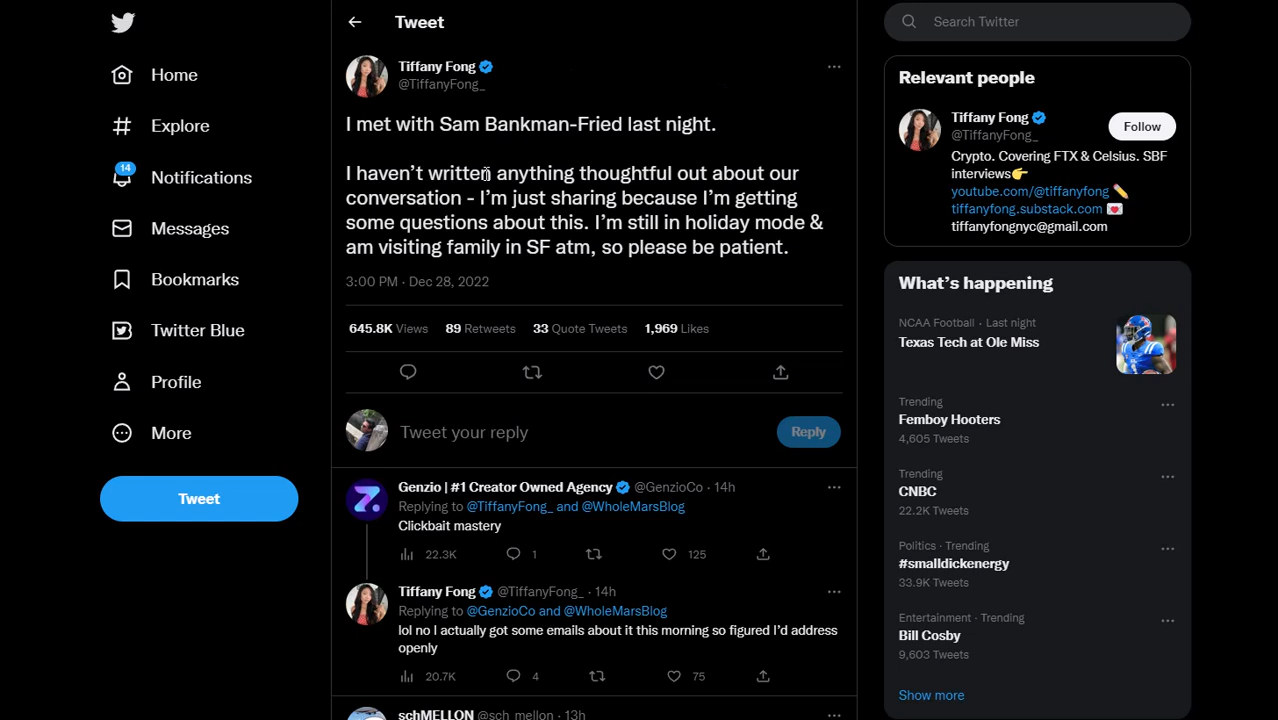 Home
Explore
14
Notifications
Messages
Bookmarks
Twitter Blue
Profile
More
Tweet
Tweet
Tiffany Fong
@TiffanyFong_
I met with Sam Bankman-Fried last night.
I haven’t written anything thoughtful out about our
conversation - I’m just sharing because I’m getting
some questions about this. I’m still in holiday mode &
am visiting family in SF atm, so please be patient.
3:00 PM · Dec 28, 2022
645.8K Views 89 Retweets 33 Quote Tweets 1,969 Likes
Tweet your reply
Reply
Genzio | #1 Creator Owned Agency @GenzioCo · 14h
Replying to @TiffanyFong_ and @WholeMarsBlog
Clickbait mastery
22.3K 1 125
Tiffany Fong @TiffanyFong_ · 14h
Replying to @GenzioCo and @WholeMarsBlog
lol no I actually got some emails about it this morning so figured I’d address
openly
20.7K 4 75
schMELLON @sch_mellon · 13h
Search Twitter
Relevant people
Tiffany Fong
@TiffanyFong_
Follow
Crypto. Covering FTX & Celsius. SBF
interviews👉
youtube.com/@tiffanyfong ✏️
tiffanyfong.substack.com 💌
tiffanyfongnyc@gmail.com
What’s happening
NCAA Football · Last night
Texas Tech at Ole Miss
Trending
Femboy Hooters
4,605 Tweets
Trending
CNBC
22.2K Tweets
Politics · Trending
#smalldickenergy
33.9K Tweets
Entertainment · Trending
Bill Cosby
9,603 Tweets
Show more